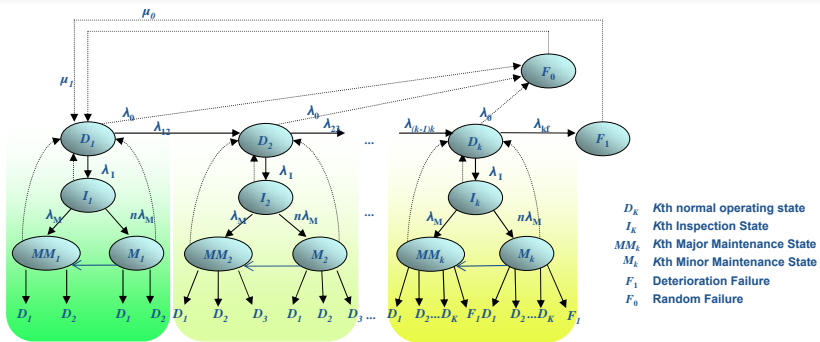 μ0
F0
μ1
λ0 λ0 λ0
D1 λ12 D2 λ23 ... λ(k-1)k Dk λkf F1
λ1 λ1 λ1
I1 I2 ... Ik
λM nλM λM nλM λM nλM
MM1 M1 MM2 M2 MMk Mk
D1 D2 D1 D2 D1 D2 D3 D1 D2 D3 ... D1 D2...DK F1 D1 D2...DK F1
DK Kth normal operating state
IK Kth Inspection State
MMk Kth Major Maintenance State
Mk Kth Minor Maintenance State
F1 Deterioration Failure
F0 Random Failure